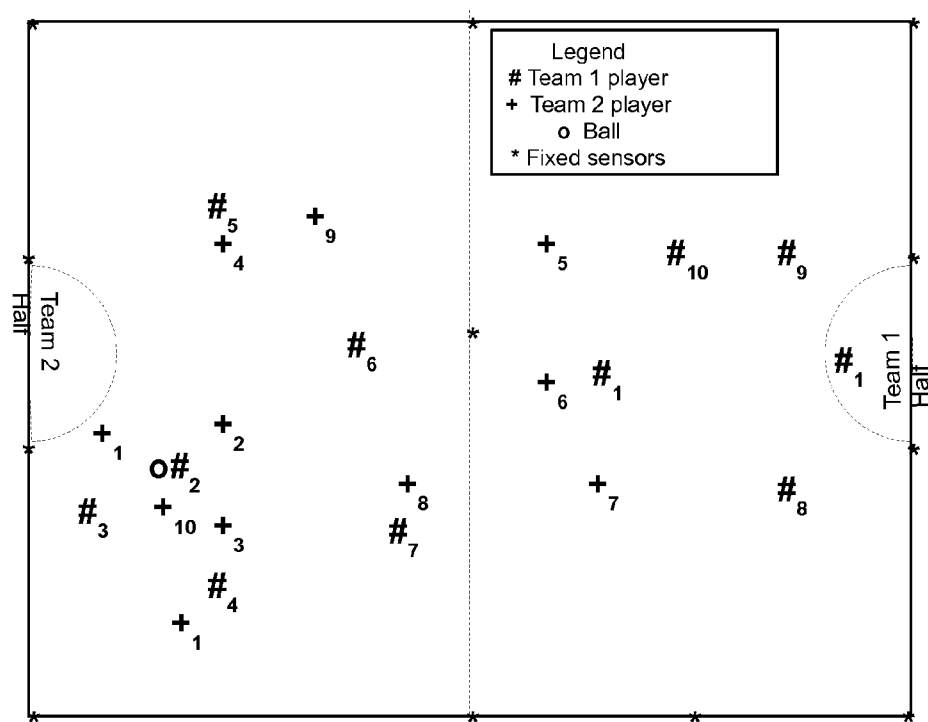 Legend
# Team 1 player
+ Team 2 player
o Ball
* Fixed sensors
# 5
+ 9
+ 4
+ 5
# 10
# 9
Team 2
Half
# 6
+ 6
# 1
# 1
Team 1
Half
+ 2
+ 1
o # 2
# 3
+ 10
+ 3
+ 8
# 7
+ 7
# 8
# 4
+ 1